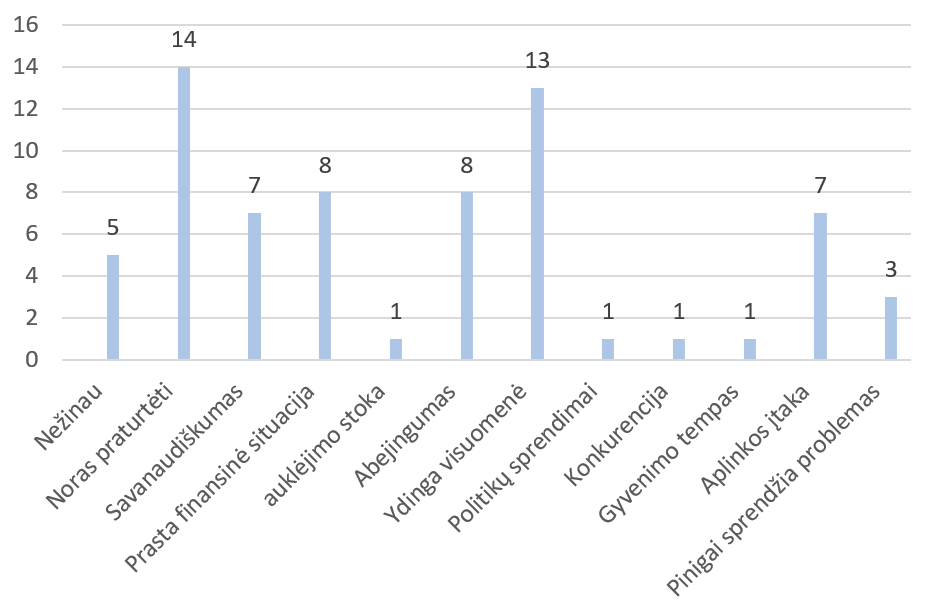 16
14
12
10
8
6
4
2
0
5
14
7
8
1
8
13
1
1
1
7
3
Nežinau
Noras praturtėti
Savanaudiškumas
Prasta finansinė situacija
auklėjimo stoka
Abejingumas
Ydinga visuomenė
Politikų sprendimai
Konkurencija
Gyvenimo tempas
Aplinkos įtaka
Pinigai sprendžia problemas